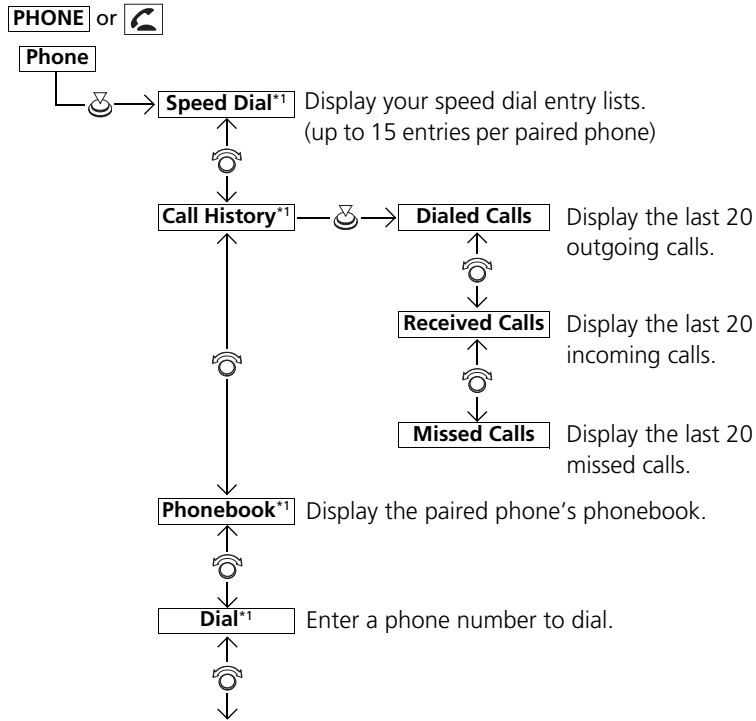 PHONE or
Phone
Speed Dial*1 Display your speed dial entry lists.
(up to 15 entries per paired phone)
Call History*1 Dialed Calls Display the last 20
outgoing calls.
Received Calls Display the last 20
incoming calls.
Missed Calls Display the last 20
missed calls.
Phonebook*1 Display the paired phone's phonebook.
Dial*1 Enter a phone number to dial.